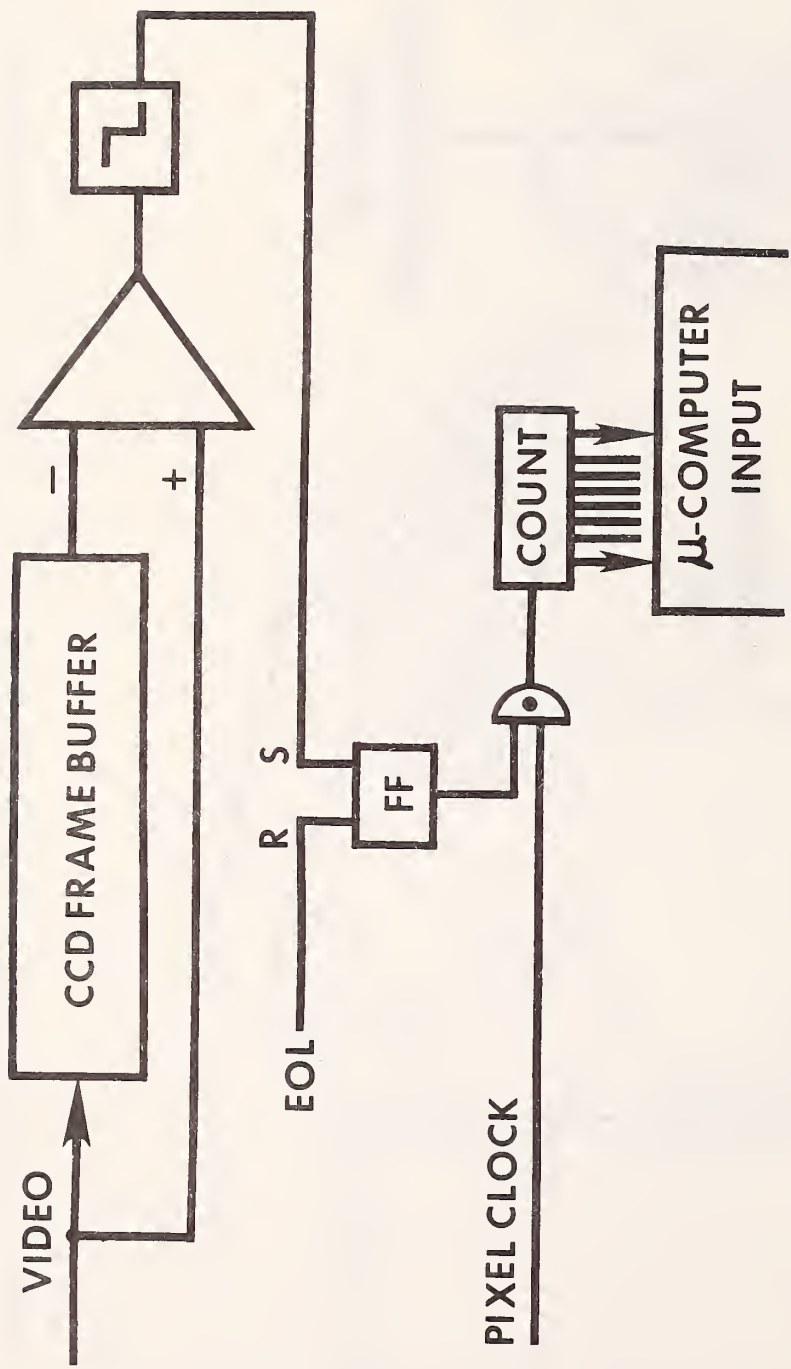 VIDEO
CCD FRAME BUFFER
−
+
EOL
R
S
FF
PIXEL CLOCK
COUNT
μ-COMPUTER
INPUT